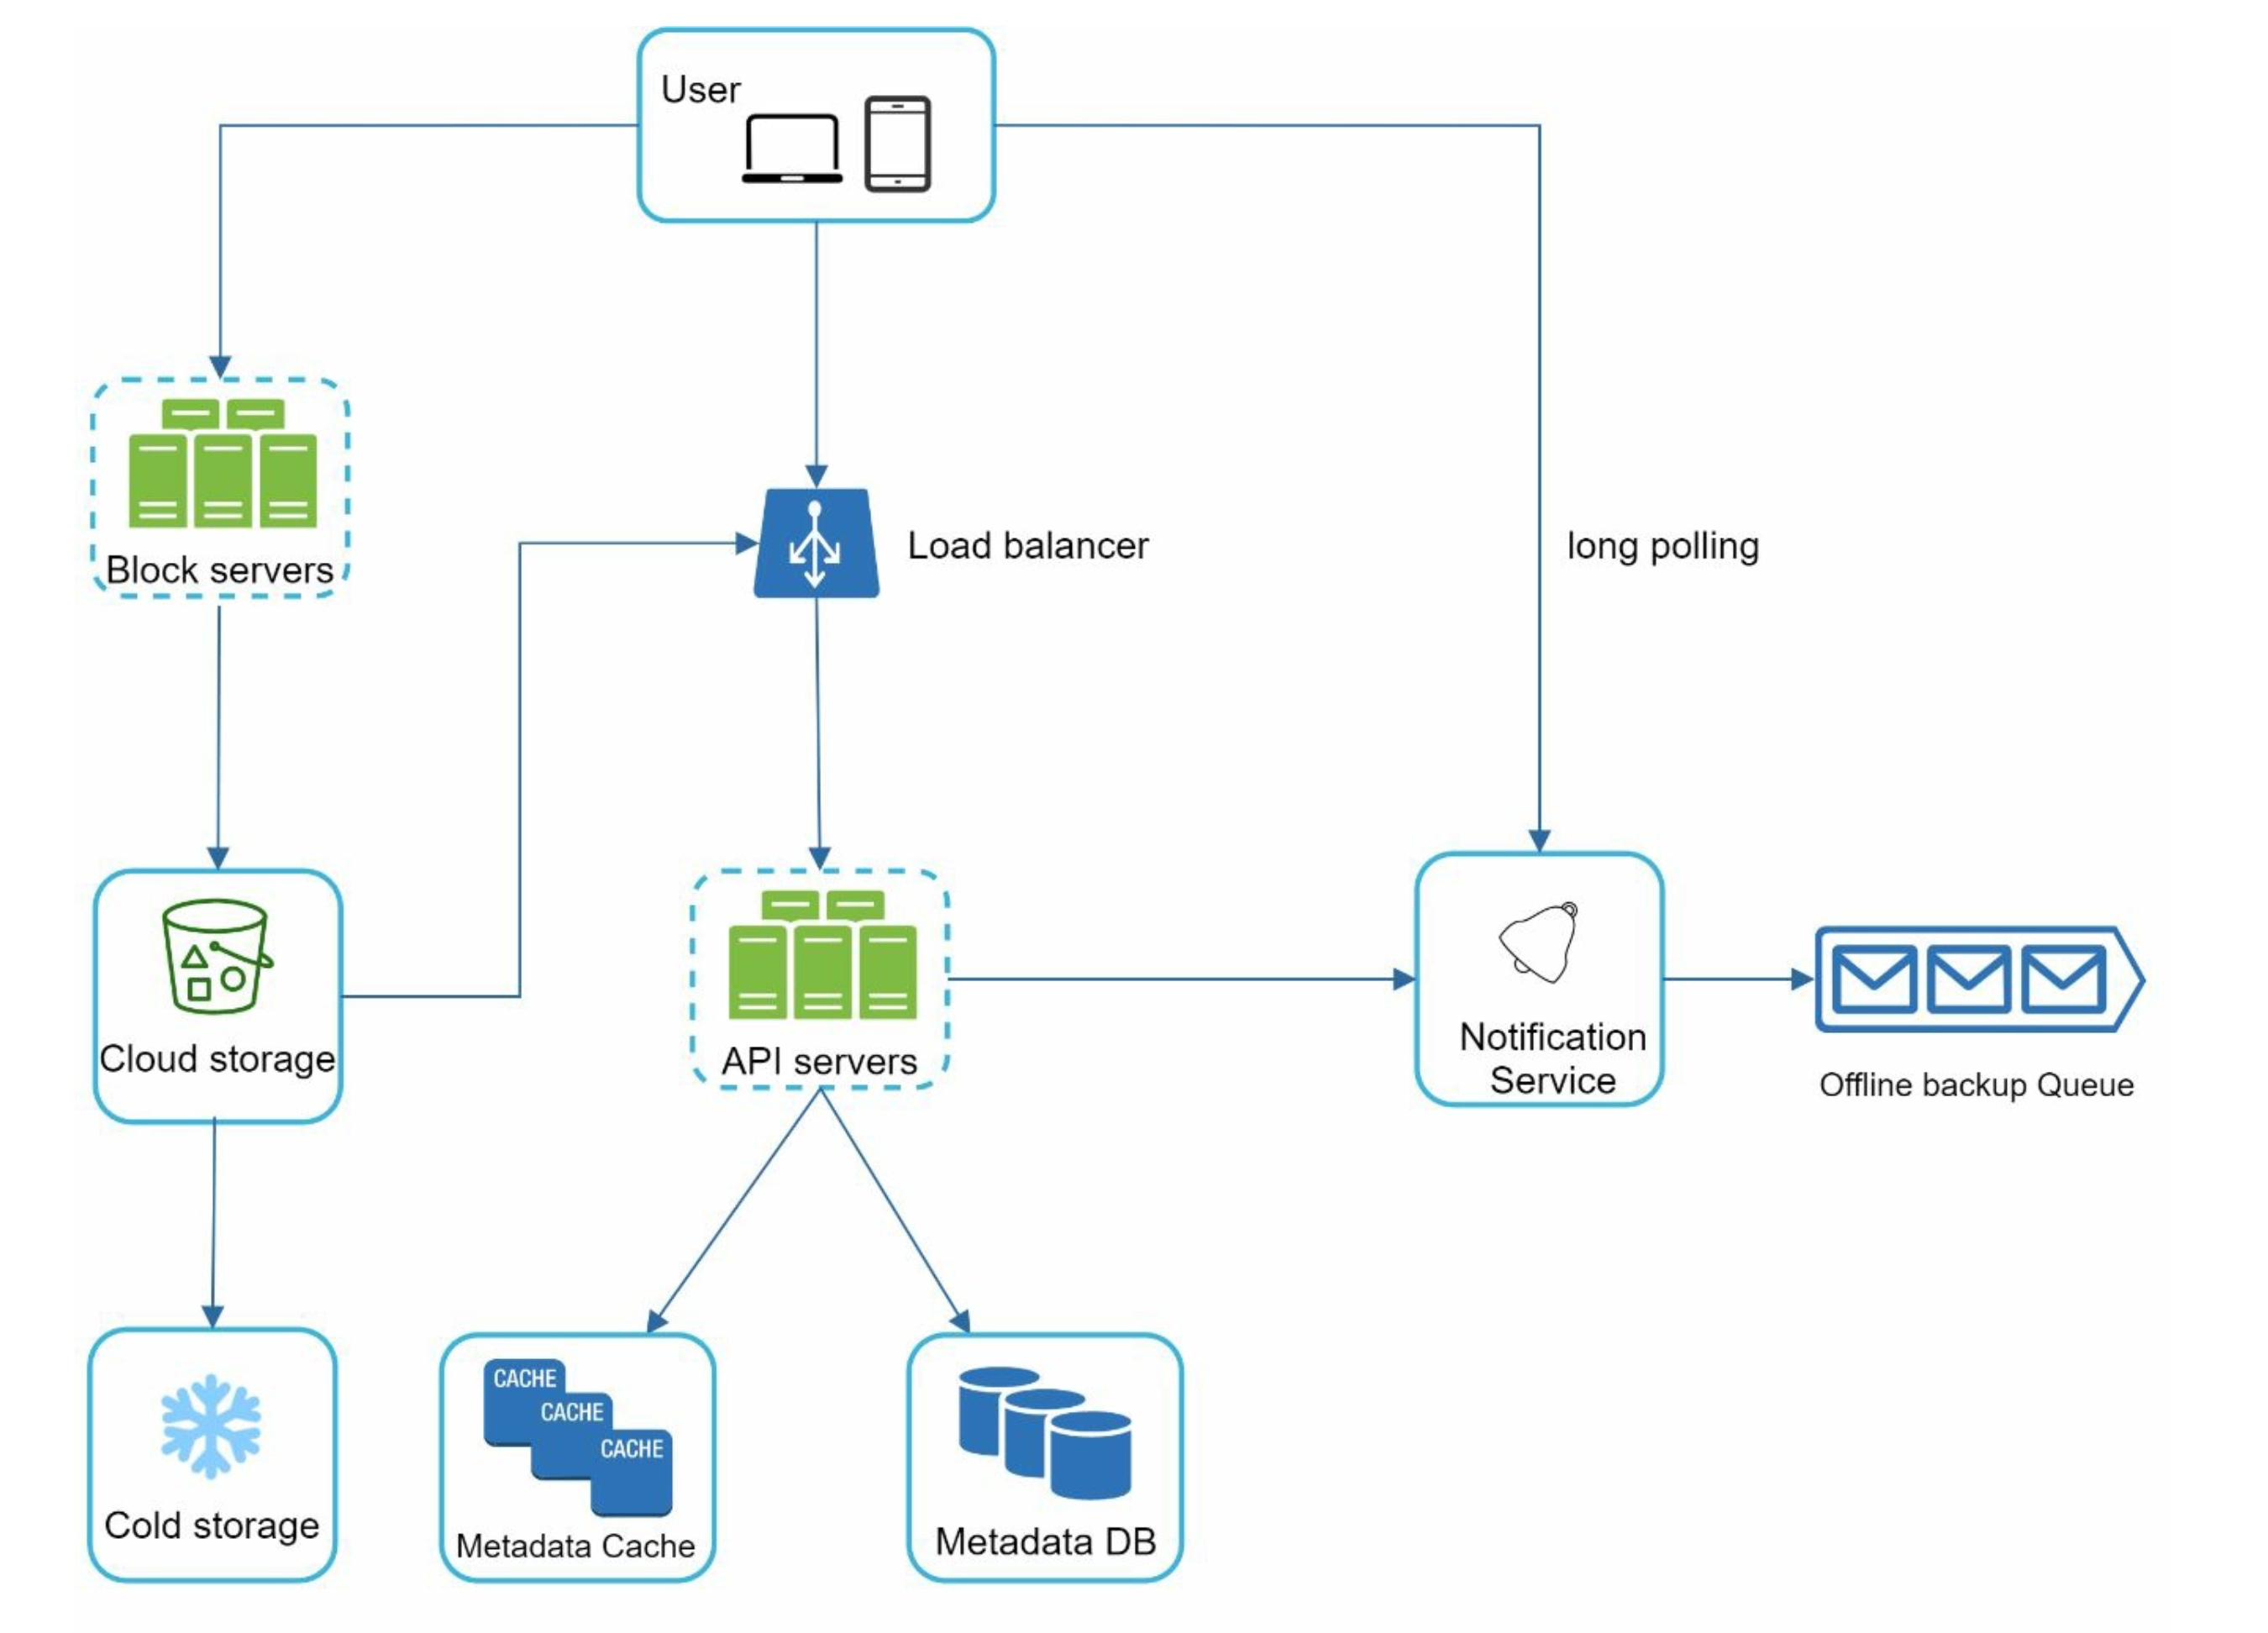 User
Block servers
Load balancer
long polling
Cloud storage
API servers
Notification
Service
Offline backup Queue
Cold storage
CACHE
CACHE
CACHE
Metadata Cache
Metadata DB